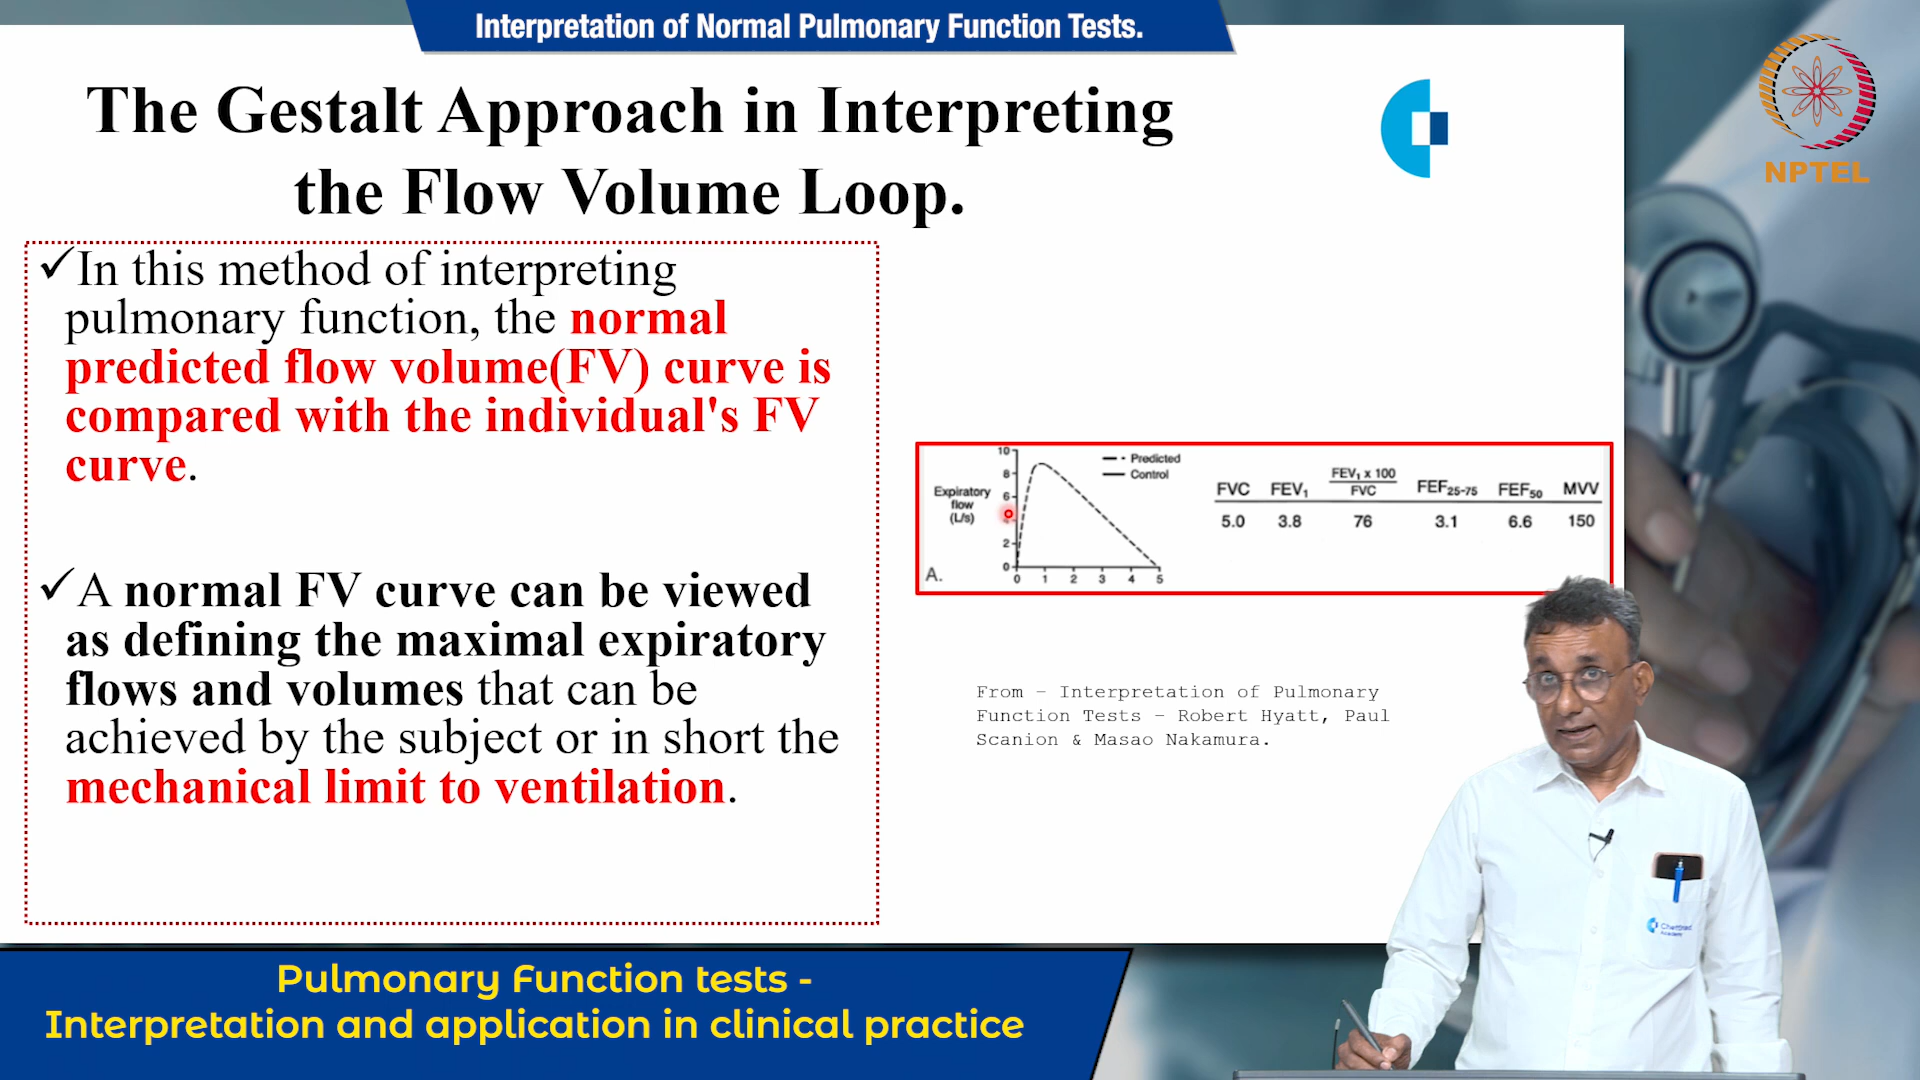 Interpretation of Normal Pulmonary Function Tests.
The Gestalt Approach in Interpreting
the Flow Volume Loop.
NPTEL
✓In this method of interpreting
pulmonary function, the normal
predicted flow volume(FV) curve is
compared with the individual's FV
curve.
✓A normal FV curve can be viewed
as defining the maximal expiratory
flows and volumes that can be
achieved by the subject or in short the
mechanical limit to ventilation.
Expiratory
flow
(L/s)
10
8
6
2
0
0 1 2 3 4 5
A.
Predicted
Control
FVC FEV1 FEV1 x 100 / FVC FEF25-75 FEF50 MVV
5.0 3.8 76 3.1 6.6 150
From – Interpretation of Pulmonary
Function Tests – Robert Hyatt, Paul
Scanion & Masao Nakamura.
Pulmonary Function tests -
Interpretation and application in clinical practice